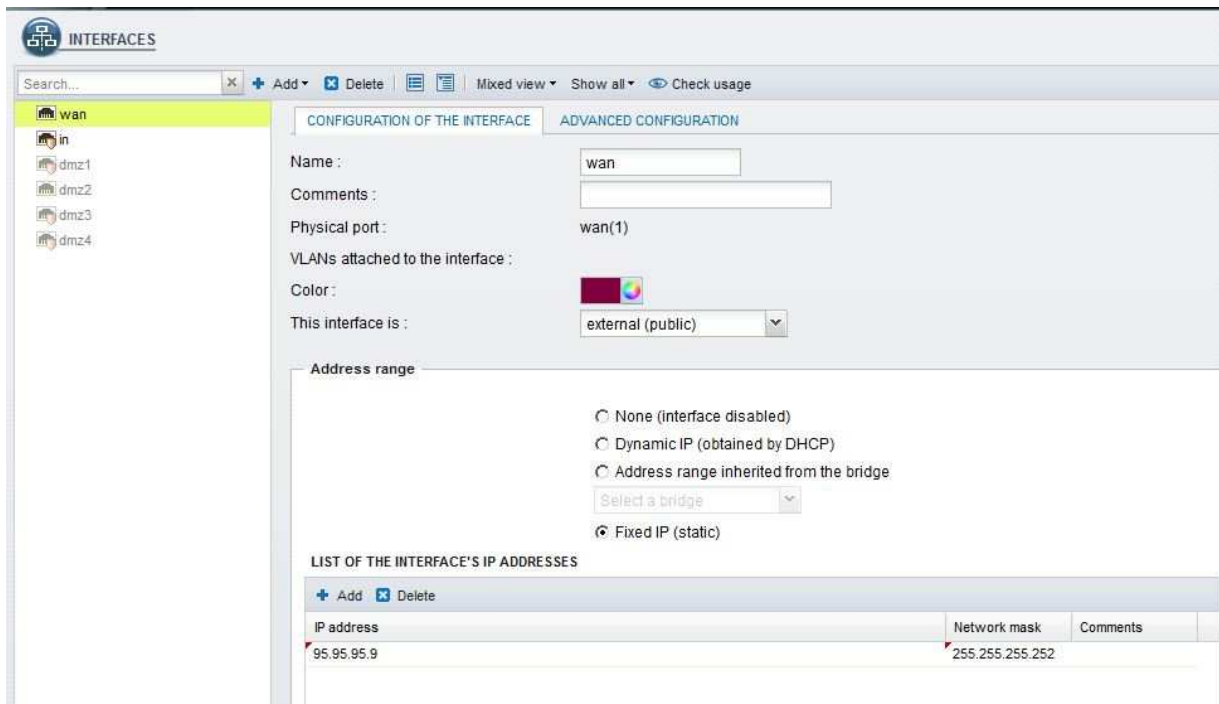 INTERFACES
Search...
Add Delete Mixed view Show all Check usage
wan
in
dmz1
dmz2
dmz3
dmz4
CONFIGURATION OF THE INTERFACE ADVANCED CONFIGURATION
Name : wan
Comments :
Physical port : wan(1)
VLANs attached to the interface :
Color :
This interface is : external (public)
Address range
None (interface disabled)
Dynamic IP (obtained by DHCP)
Address range inherited from the bridge
Select a bridge
Fixed IP (static)
LIST OF THE INTERFACE'S IP ADDRESSES
Add Delete
IP address Network mask Comments
95.95.95.9 255.255.255.252